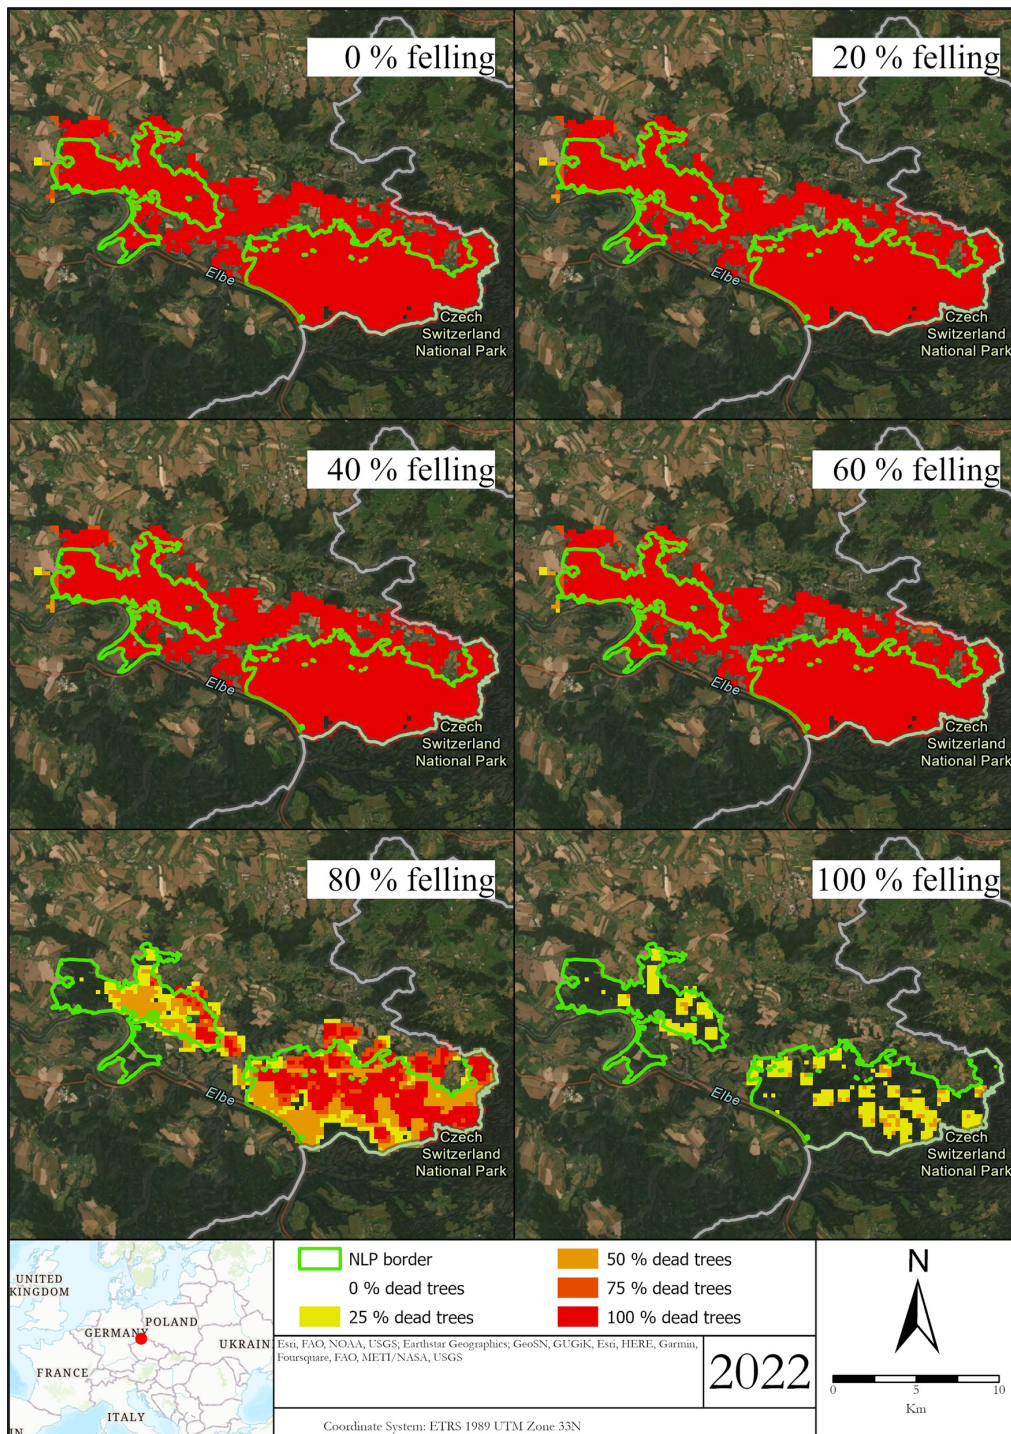 0 % felling
20 % felling
Elbe
Czech
Switzerland
National Park
Elbe
Czech
Switzerland
National Park
40 % felling
60 % felling
Elbe
Czech
Switzerland
National Park
Elbe
Czech
Switzerland
National Park
80 % felling
100 % felling
Elbe
Czech
Switzerland
National Park
Elbe
Czech
Switzerland
National Park
UNITED
KINGDOM
POLAND
GERMANY
UKRAIN
FRANCE
ITALY
IN
NLP border
0 % dead trees
25 % dead trees
50 % dead trees
75 % dead trees
100 % dead trees
Esri, FAO, NOAA, USGS; Earthstar Geographics; GeoSN, GUGiK, Esri, HERE, Garmin,
Foursquare, FAO, METI/NASA, USGS
2022
Coordinate System: ETRS 1989 UTM Zone 33N
N
0 5 10
Km